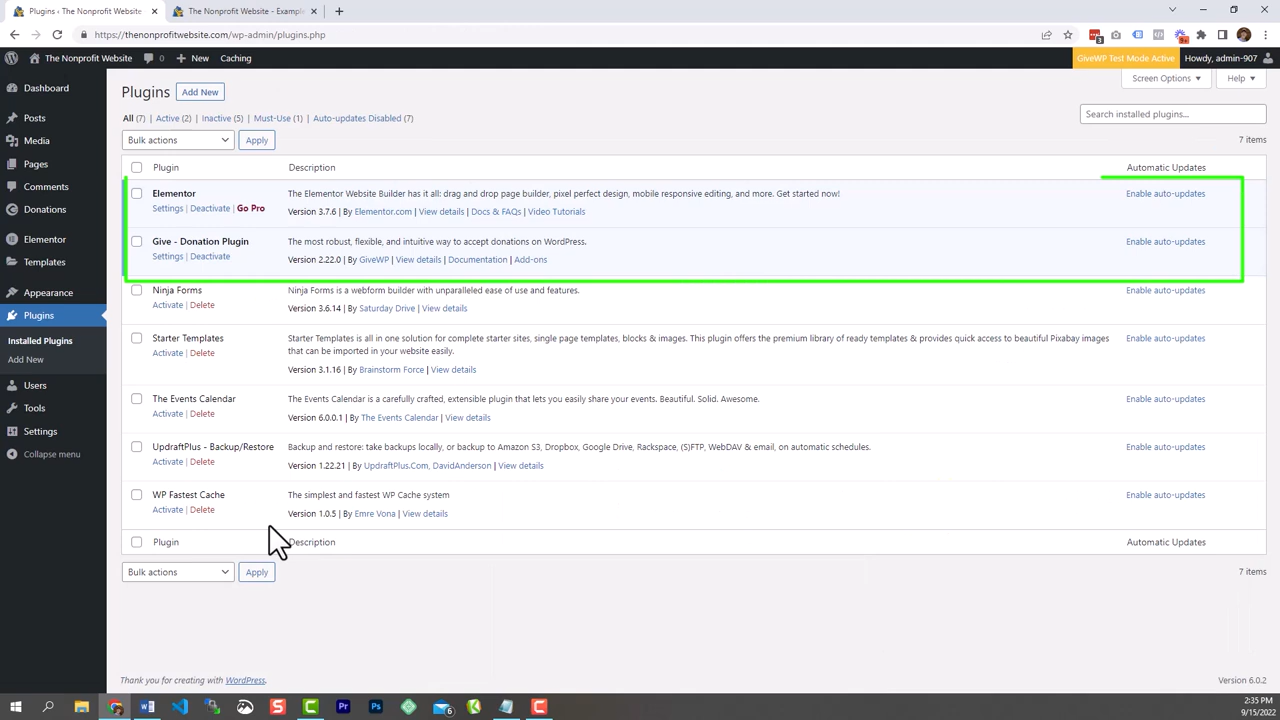 Plugins ‹ The Nonprofit Website
The Nonprofit Website - Example
https://thenonprofitwebsite.com/wp-admin/plugins.php
The Nonprofit Website
0
New
Caching
GiveWP Test Mode Active
Howdy, admin-907
Dashboard
Posts
Media
Pages
Comments
Donations
Elementor
Templates
Appearance
Plugins
Installed Plugins
Add New
Users
Tools
Settings
Collapse menu
Screen Options
Help
Plugins
Add New
All (7) | Active (2) | Inactive (5) | Must-Use (1) | Auto-updates Disabled (7)
Search installed plugins...
Bulk actions
Apply
7 items
Plugin
Description
Automatic Updates
Elementor
Settings | Deactivate | Go Pro
The Elementor Website Builder has it all: drag and drop page builder, pixel perfect design, mobile responsive editing, and more. Get started now!
Version 3.7.6 | By Elementor.com | View details | Docs & FAQs | Video Tutorials
Enable auto-updates
Give - Donation Plugin
Settings | Deactivate
The most robust, flexible, and intuitive way to accept donations on WordPress.
Version 2.22.0 | By GiveWP | View details | Documentation | Add-ons
Enable auto-updates
Ninja Forms
Activate | Delete
Ninja Forms is a webform builder with unparalleled ease of use and features.
Version 3.6.14 | By Saturday Drive | View details
Enable auto-updates
Starter Templates
Activate | Delete
Starter Templates is all in one solution for complete starter sites, single page templates, blocks & images. This plugin offers the premium library of ready templates & provides quick access to beautiful Pixabay images
that can be imported in your website easily.
Version 3.1.16 | By Brainstorm Force | View details
Enable auto-updates
The Events Calendar
Activate | Delete
The Events Calendar is a carefully crafted, extensible plugin that lets you easily share your events. Beautiful. Solid. Awesome.
Version 6.0.0.1 | By The Events Calendar | View details
Enable auto-updates
UpdraftPlus - Backup/Restore
Activate | Delete
Backup and restore: take backups locally, or backup to Amazon S3, Dropbox, Google Drive, Rackspace, (S)FTP, WebDAV & email, on automatic schedules.
Version 1.22.21 | By UpdraftPlus.Com, DavidAnderson | View details
Enable auto-updates
WP Fastest Cache
Activate | Delete
The simplest and fastest WP Cache system
Version 1.0.5 | By Emre Vona | View details
Enable auto-updates
Plugin
Description
Automatic Updates
Bulk actions
Apply
7 items
Thank you for creating with WordPress.
Version 6.0.2
2:35 PM
9/15/2022